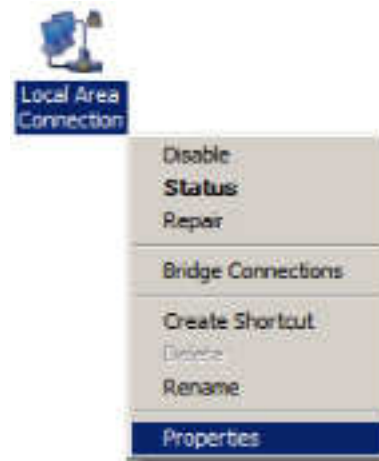 Local Area
Connection
Disable
Status
Repair
Bridge Connections
Create Shortcut
Delete
Rename
Properties